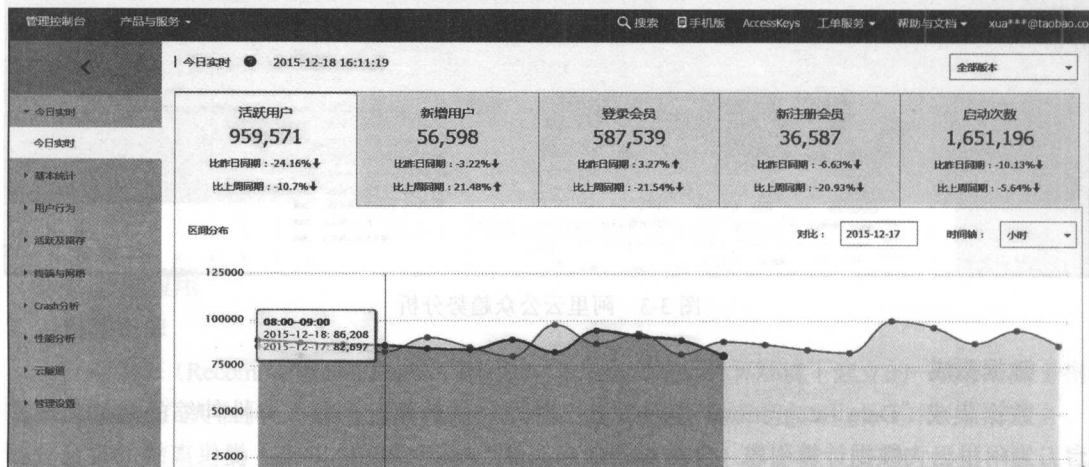 管理控制台 产品与服务 搜索 手机版 AccessKeys 工单服务 帮助与文档 xua***@taobao.co
今日实时 2015-12-18 16:11:19 全部版本
今日实时
今日实时
基本统计
用户行为
活跃及留存
终端与网络
Crash分析
性能分析
管理设置
活跃用户 新增用户 登录会员 新注册会员 启动次数
959,571 56,598 587,539 36,587 1,651,196
比昨日同期：-24.16%↓ 比昨日同期：-3.22%↓ 比昨日同期：3.27%↑ 比昨日同期：-6.63%↓ 比昨日同期：-10.13%↓
比上周同期：-10.7%↓ 比上周同期：21.48%↑ 比上周同期：-21.54%↓ 比上周同期：-20.93%↓ 比上周同期：-5.64%↓
区间分布 对比： 2015-12-17 时间轴： 小时
125000
100000
75000
50000
25000
08:00—09:00
2015-12-18: 86,208
2015-12-17: 82,697